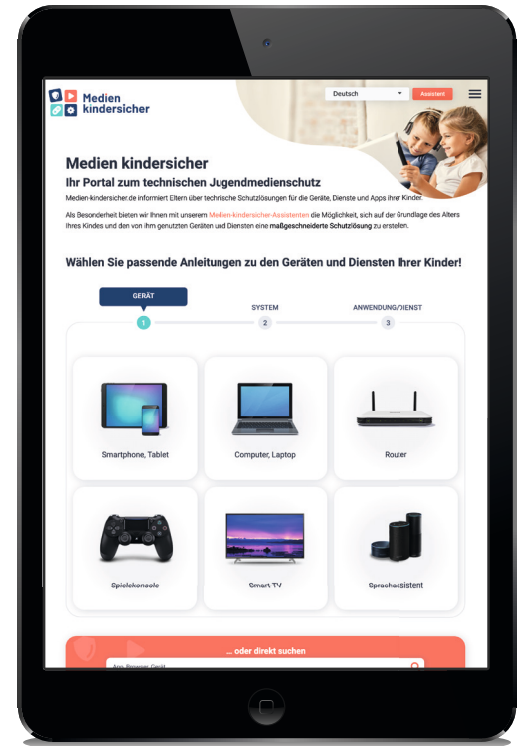 Medien
kindersicher
Deutsch
Assistent
Medien kindersicher
Ihr Portal zum technischen Jugendmedienschutz
Medien-kindersicher.de informiert Eltern über technische Schutzlösungen für die Geräte, Dienste und Apps ihrer Kinder.
Als Besonderheit bieten wir Ihnen mit unserem Medien-kindersicher-Assistenten die Möglichkeit, sich auf der Grundlage des Alters
Ihres Kindes und den von ihm genutzten Geräten und Diensten eine maßgeschneiderte Schutzlösung zu erstellen.
Wählen Sie passende Anleitungen zu den Geräten und Diensten Ihrer Kinder!
GERÄT
SYSTEM
ANWENDUNG/DIENST
1
2
3
Smartphone, Tablet
Computer, Laptop
Router
Spielekonsole
Smart TV
Sprachassistent
... oder direkt suchen
App, Browser, Gerät